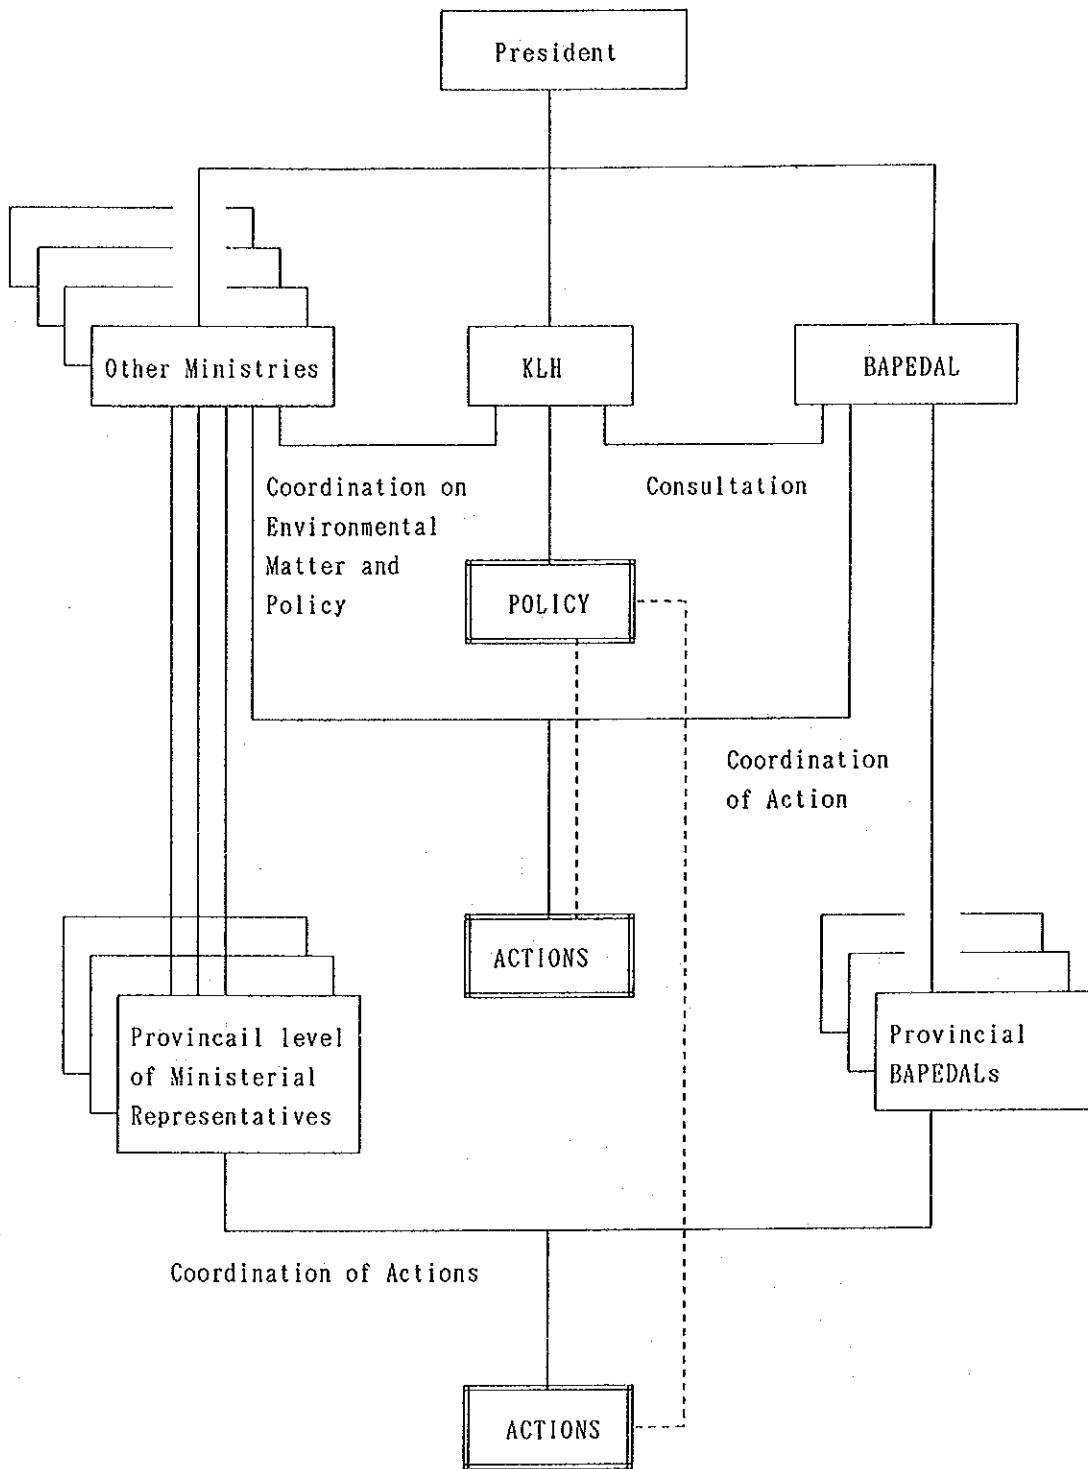 President
Other Ministries
KLH
BAPEDAL
Coordination on
Environmental
Matter and
Policy
Consultation
POLICY
Coordination
of Action
ACTIONS
Provincail level
of Ministerial
Representatives
Provincial
BAPEDALs
Coordination of Actions
ACTIONS